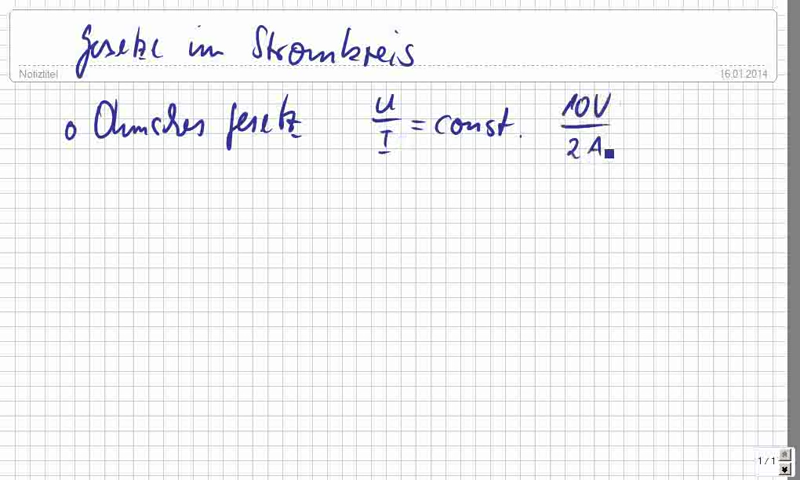 Gesetze im Stromkreis
Notiztitel
16.01.2014
o Ohmsches Gesetz U/I = const. 10V/2A
1/1